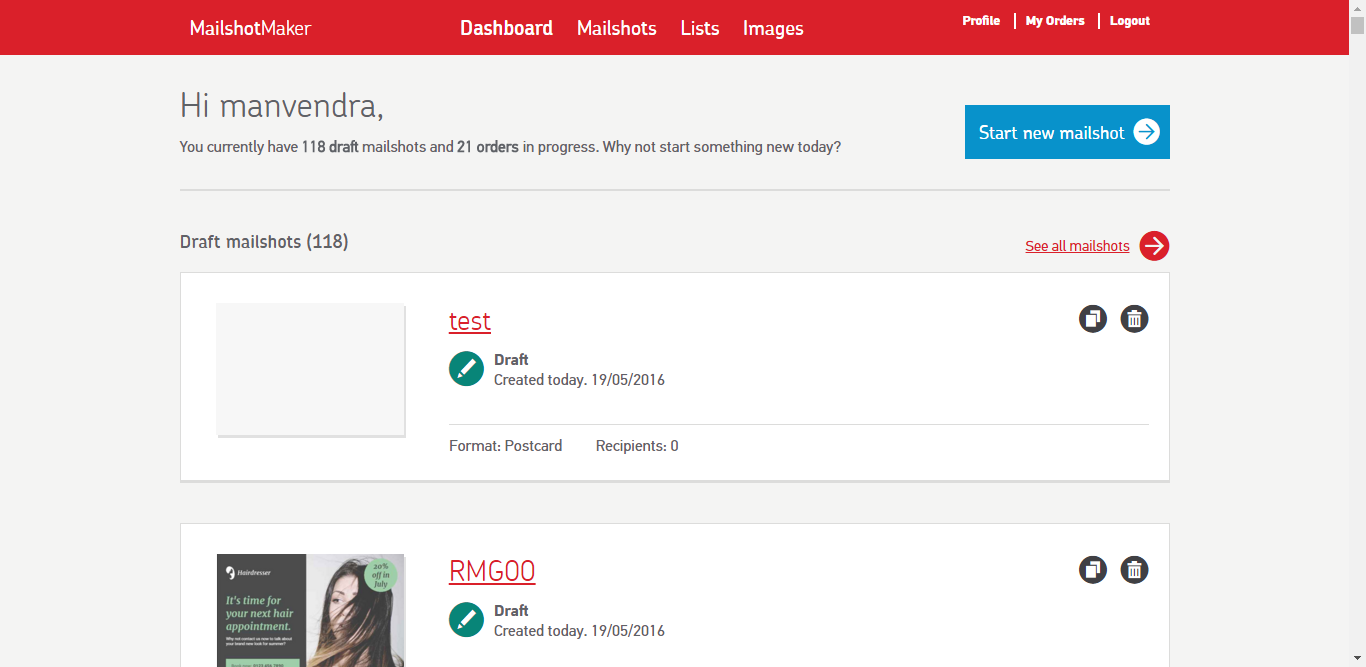 MailshotMaker
Dashboard Mailshots Lists Images
Profile My Orders Logout
Hi manvendra,
You currently have 118 draft mailshots and 21 orders in progress. Why not start something new today?
Start new mailshot
Draft mailshots (118)
See all mailshots
test
Draft
Created today. 19/05/2016
Format: Postcard Recipients: 0
RMG00
Draft
Created today. 19/05/2016
Hairdresser
20%
off in
July
It's time for
your next hair
appointment.
Why not contact us now to talk about
your brand new look for summer?